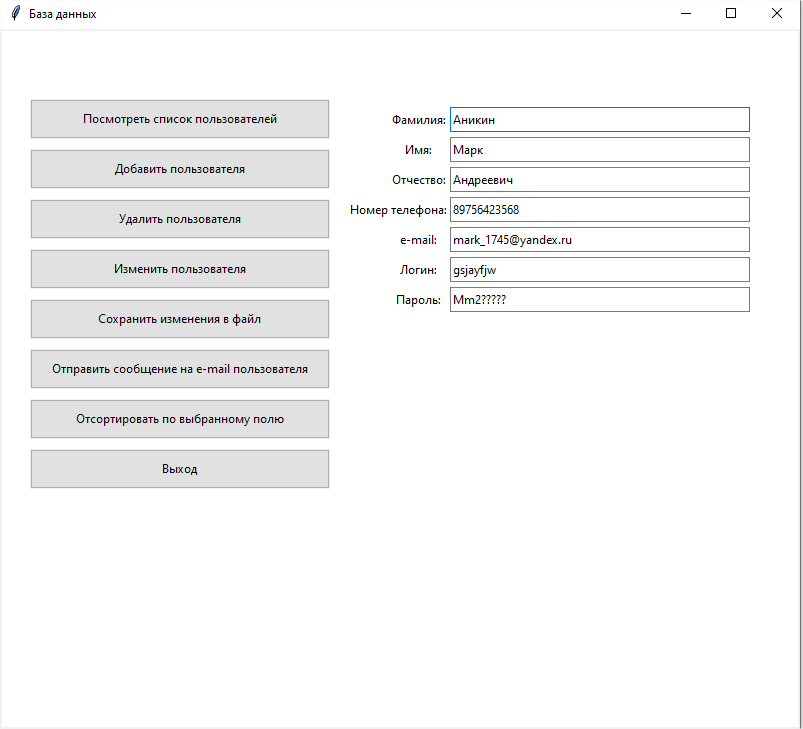 База данных
Посмотреть список пользователей
Добавить пользователя
Удалить пользователя
Изменить пользователя
Сохранить изменения в файл
Отправить сообщение на e-mail пользователя
Отсортировать по выбранному полю
Выход
Фамилия: Аникин
Имя: Марк
Отчество: Андреевич
Номер телефона: 89756423568
e-mail: mark_1745@yandex.ru
Логин: gsjayfjw
Пароль: Mm2?????